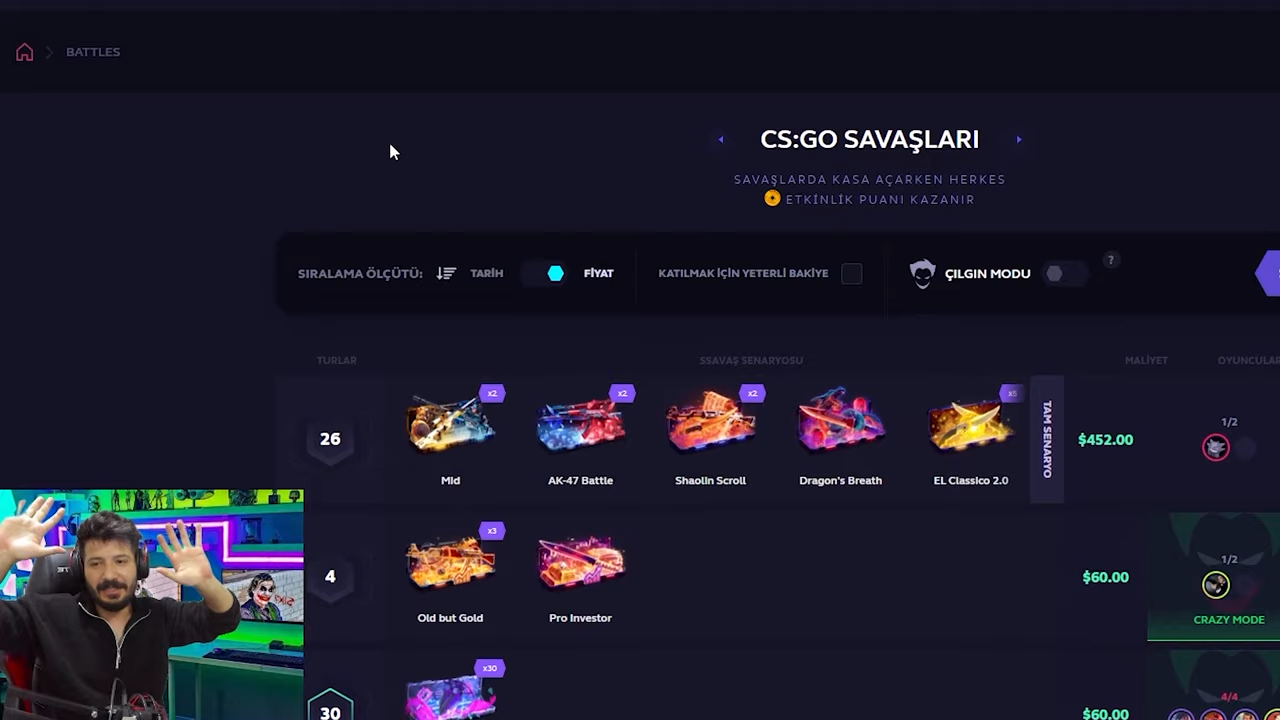 BATTLES
CS:GO SAVAŞLARI
SAVAŞLARDA KASA AÇARKEN HERKES
ETKİNLİK PUANI KAZANIR
SIRALAMA ÖLÇÜTÜ: TARİH FİYAT KATILMAK İÇİN YETERLİ BAKİYE ÇILGIN MODU ?
TURLAR SSAVAŞ SENARYOSU MALİYET OYUNCULAR
x2 x2 x2 x5
26 TAM SENARYO $452.00 1/2
Mid AK-47 Battle Shaolin Scroll Dragon's Breath EL Classico 2.0
x3
4 $60.00 1/2
Old but Gold Pro Investor CRAZY MODE
x30
30 $60.00 4/4